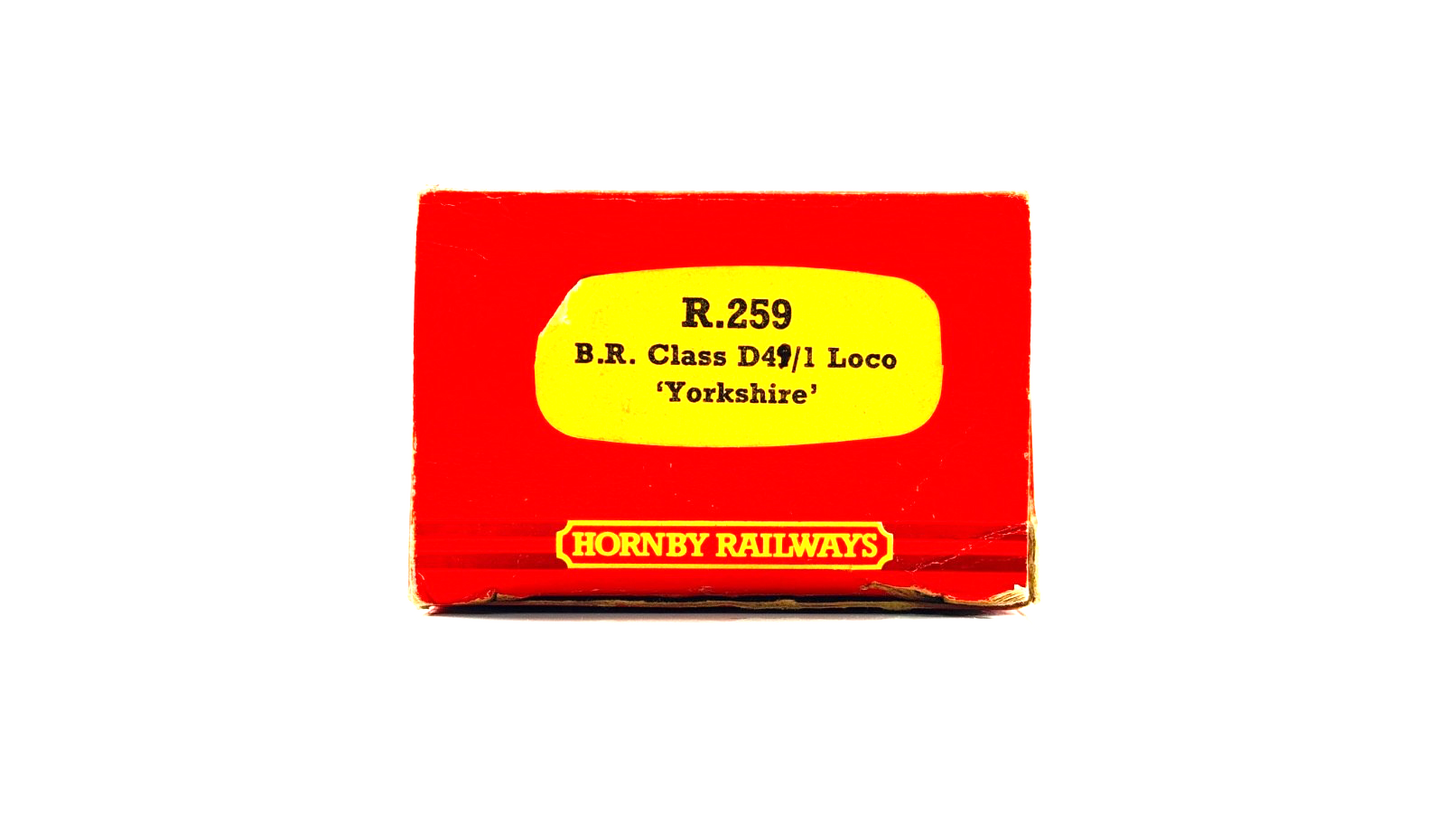 R.259
B.R. Class D49/1 Loco
‘Yorkshire’
HORNBY RAILWAYS